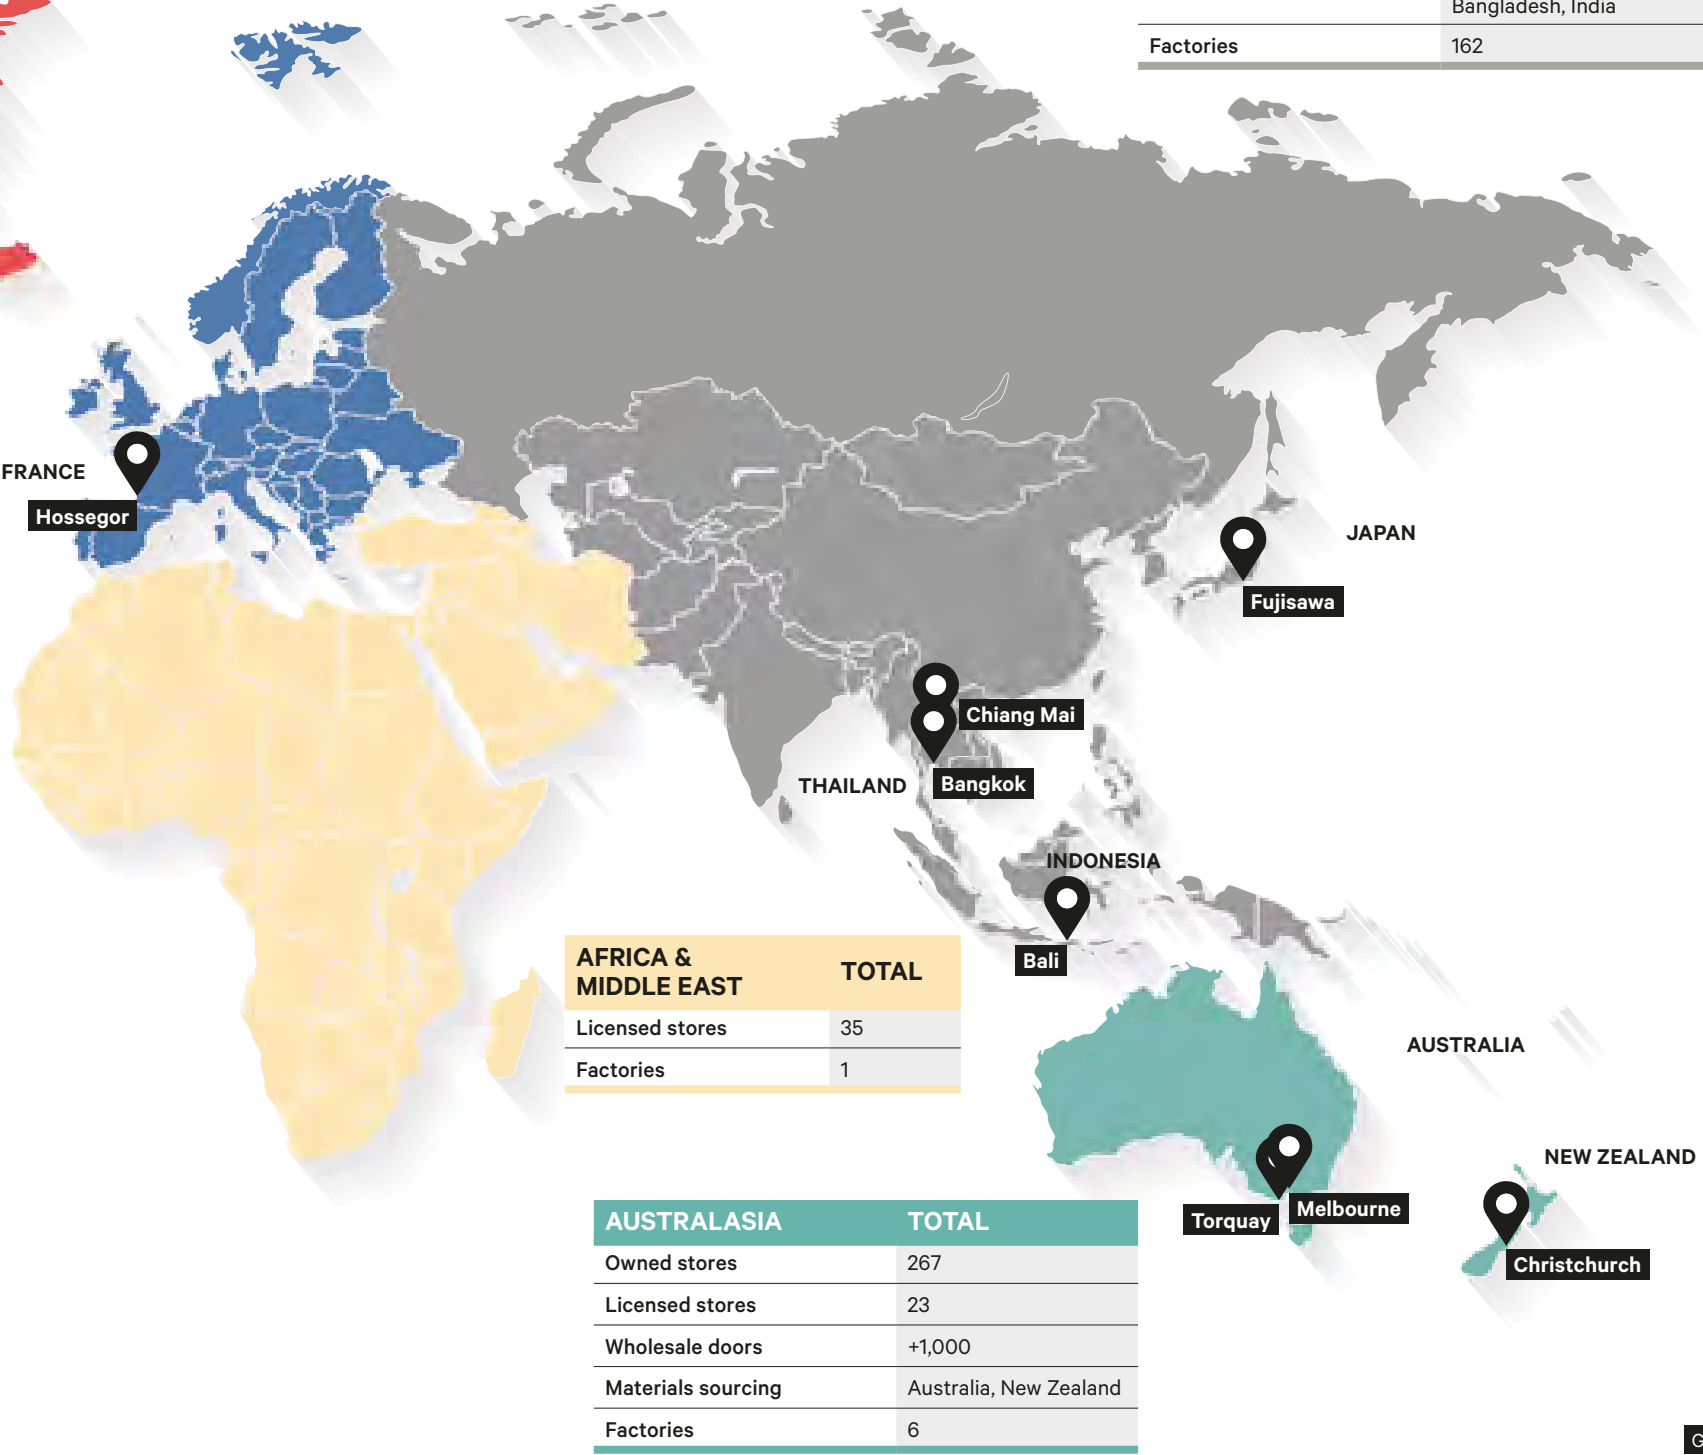 Bangladesh, India
Factories 162
FRANCE
Hossegor
JAPAN
Fujisawa
Chiang Mai
THAILAND
Bangkok
INDONESIA
Bali
AFRICA & MIDDLE EAST TOTAL
Licensed stores 35
Factories 1
AUSTRALIA
NEW ZEALAND
Torquay
Melbourne
Christchurch
AUSTRALASIA TOTAL
Owned stores 267
Licensed stores 23
Wholesale doors +1,000
Materials sourcing Australia, New Zealand
Factories 6